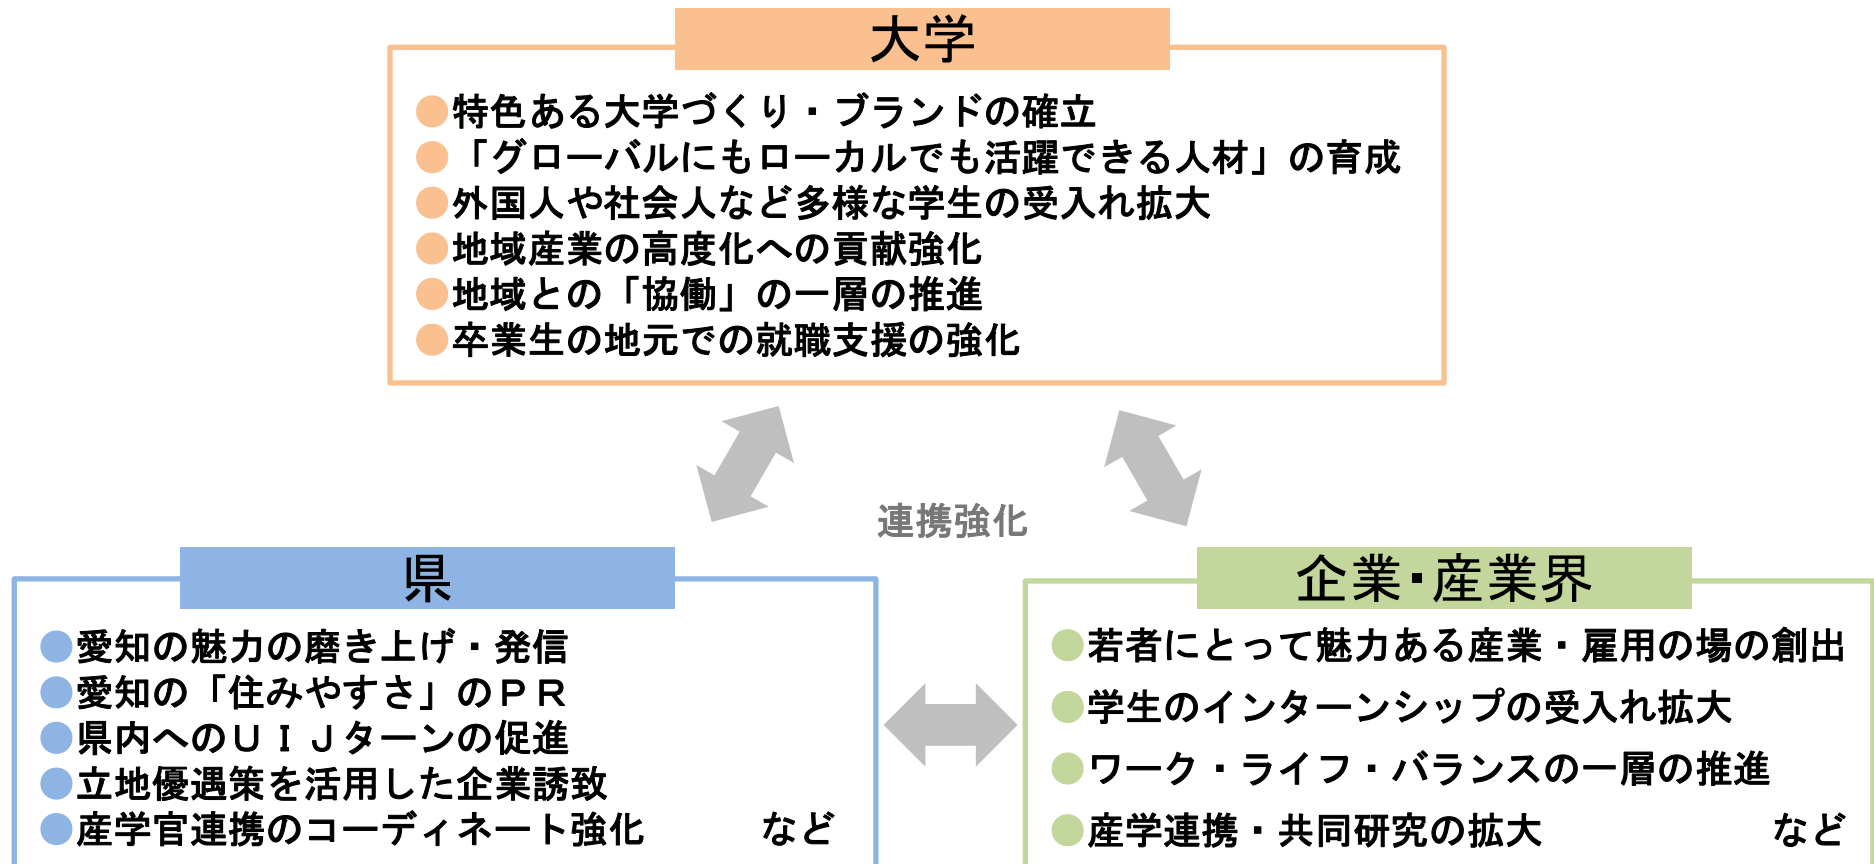 大学
●特色ある大学づくり・ブランドの確立
●「グローバルにもローカルでも活躍できる人材」の育成
●外国人や社会人など多様な学生の受入れ拡大
●地域産業の高度化への貢献強化
●地域との「協働」の一層の推進
●卒業生の地元での就職支援の強化
連携強化
県
●愛知の魅力の磨き上げ・発信
●愛知の「住みやすさ」のＰＲ
●県内へのＵＩＪターンの促進
●立地優遇策を活用した企業誘致
●産学官連携のコーディネート強化　　　など
企業・産業界
●若者にとって魅力ある産業・雇用の場の創出
●学生のインターンシップの受入れ拡大
●ワーク・ライフ・バランスの一層の推進
●産学連携・共同研究の拡大　　　　　　など